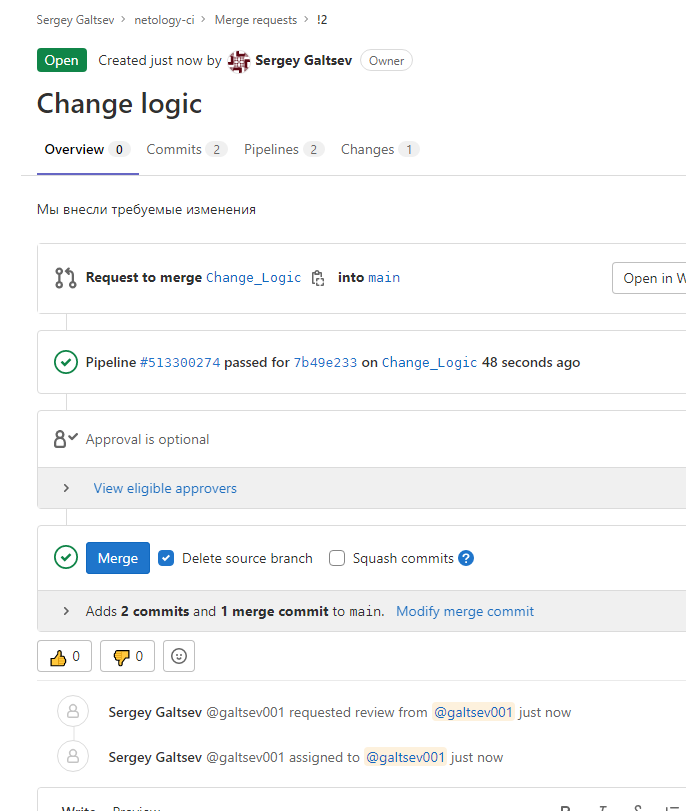 Sergey Galtsev > netology-ci > Merge requests > !2
Open Created just now by Sergey Galtsev Owner
Change logic
Overview 0 Commits 2 Pipelines 2 Changes 1
Мы внесли требуемые изменения
Request to merge Change_Logic into main Open in W
Pipeline #513300274 passed for 7b49e233 on Change_Logic 48 seconds ago
Approval is optional
> View eligible approvers
Merge Delete source branch Squash commits ?
> Adds 2 commits and 1 merge commit to main. Modify merge commit
👍 0 👎 0
Sergey Galtsev @galtsev001 requested review from @galtsev001 just now
Sergey Galtsev @galtsev001 assigned to @galtsev001 just now
Write Preview